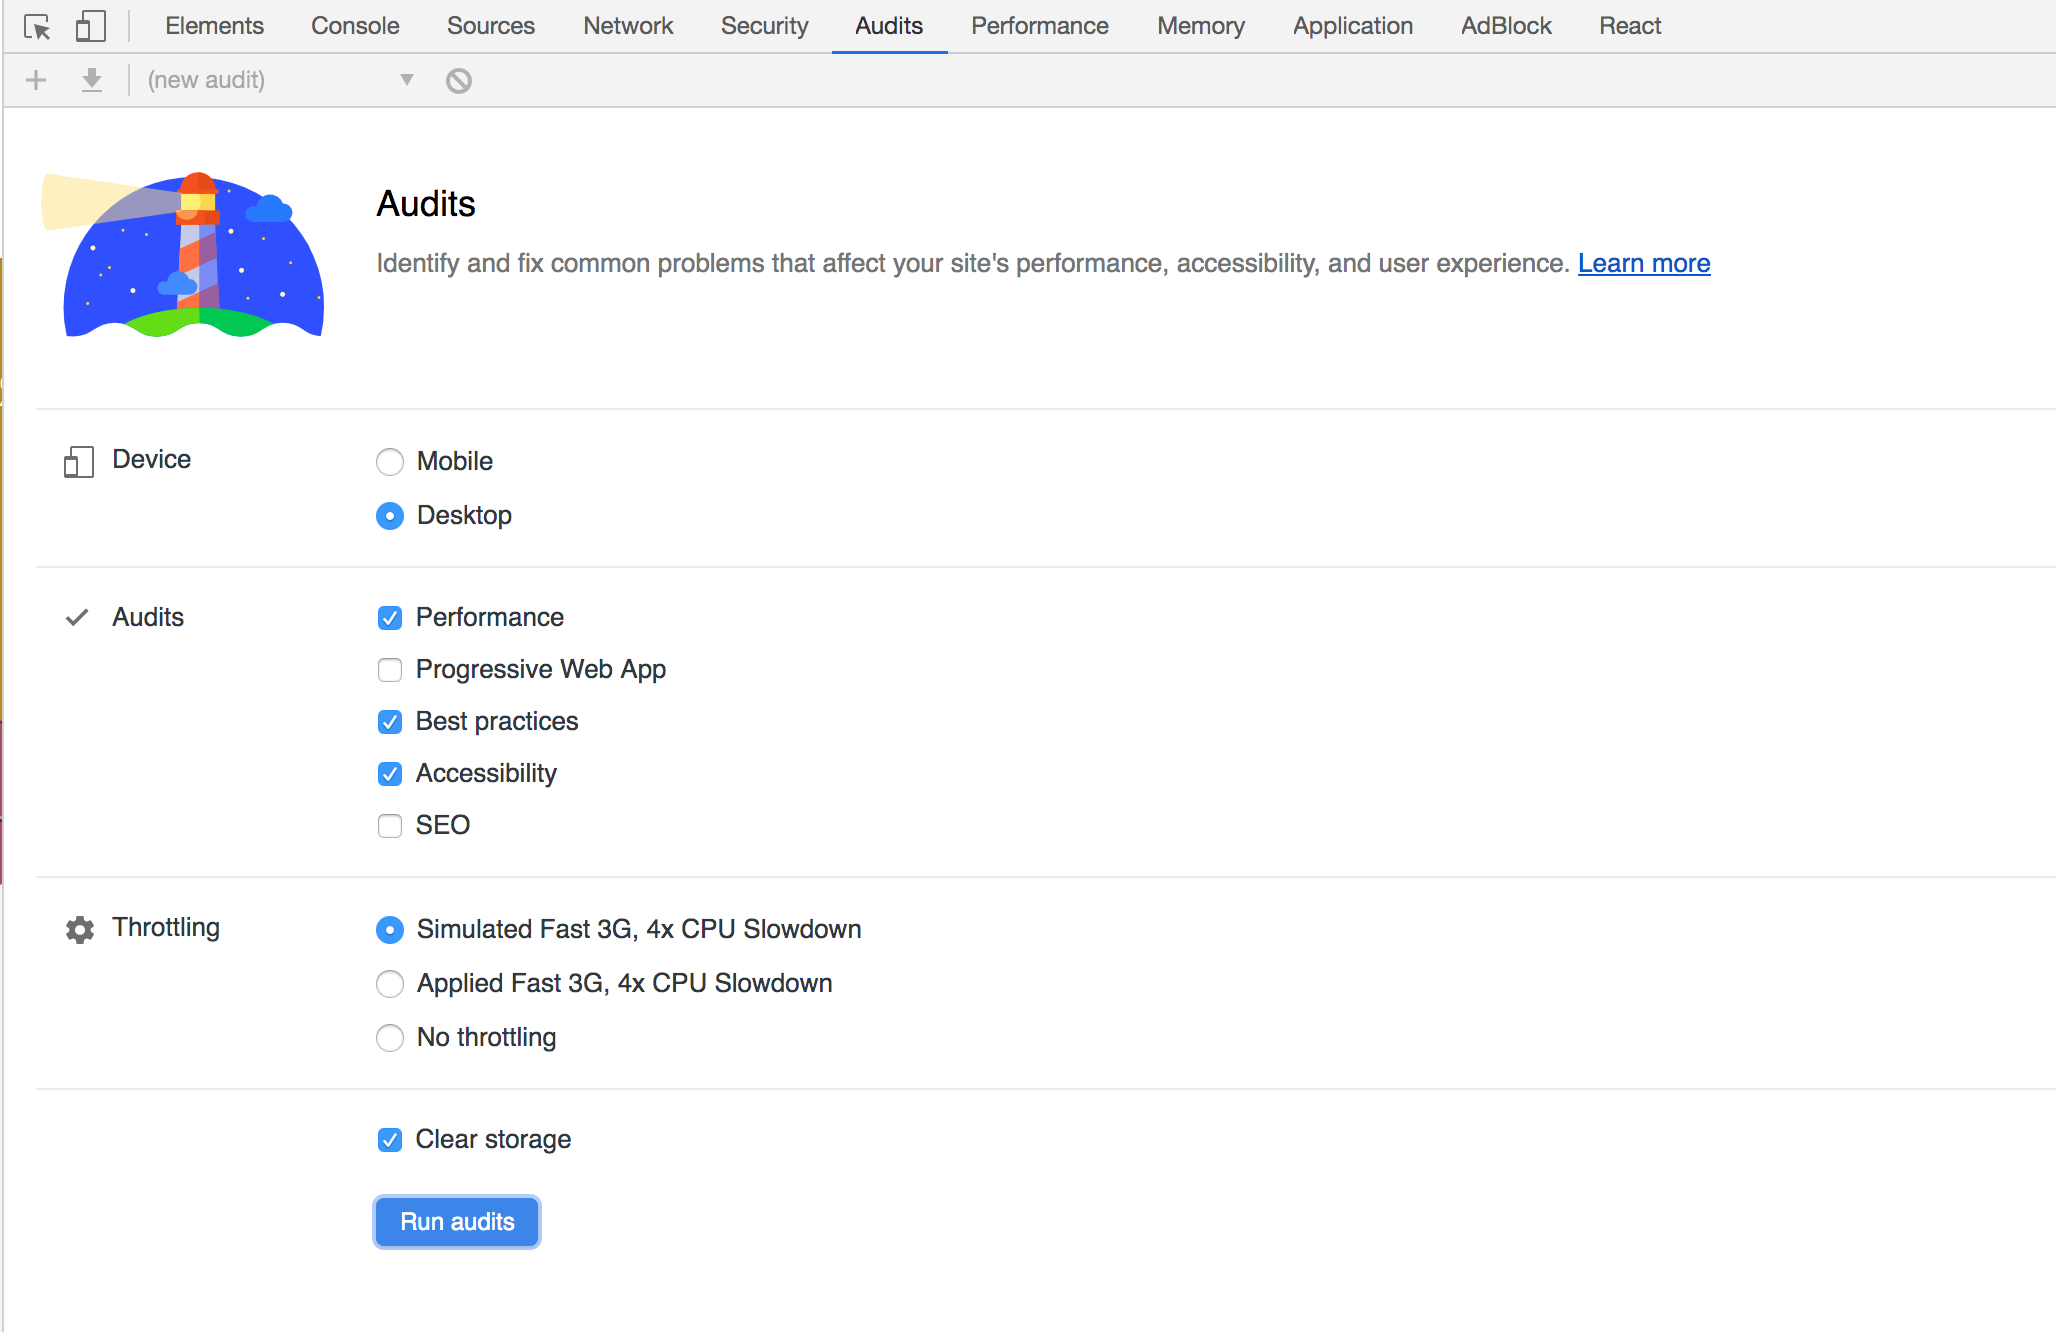 Elements Console Sources Network Security Audits Performance Memory Application AdBlock React
(new audit)
Audits
Identify and fix common problems that affect your site's performance, accessibility, and user experience. Learn more
Device
Mobile
Desktop
Audits
Performance
Progressive Web App
Best practices
Accessibility
SEO
Throttling
Simulated Fast 3G, 4x CPU Slowdown
Applied Fast 3G, 4x CPU Slowdown
No throttling
Clear storage
Run audits